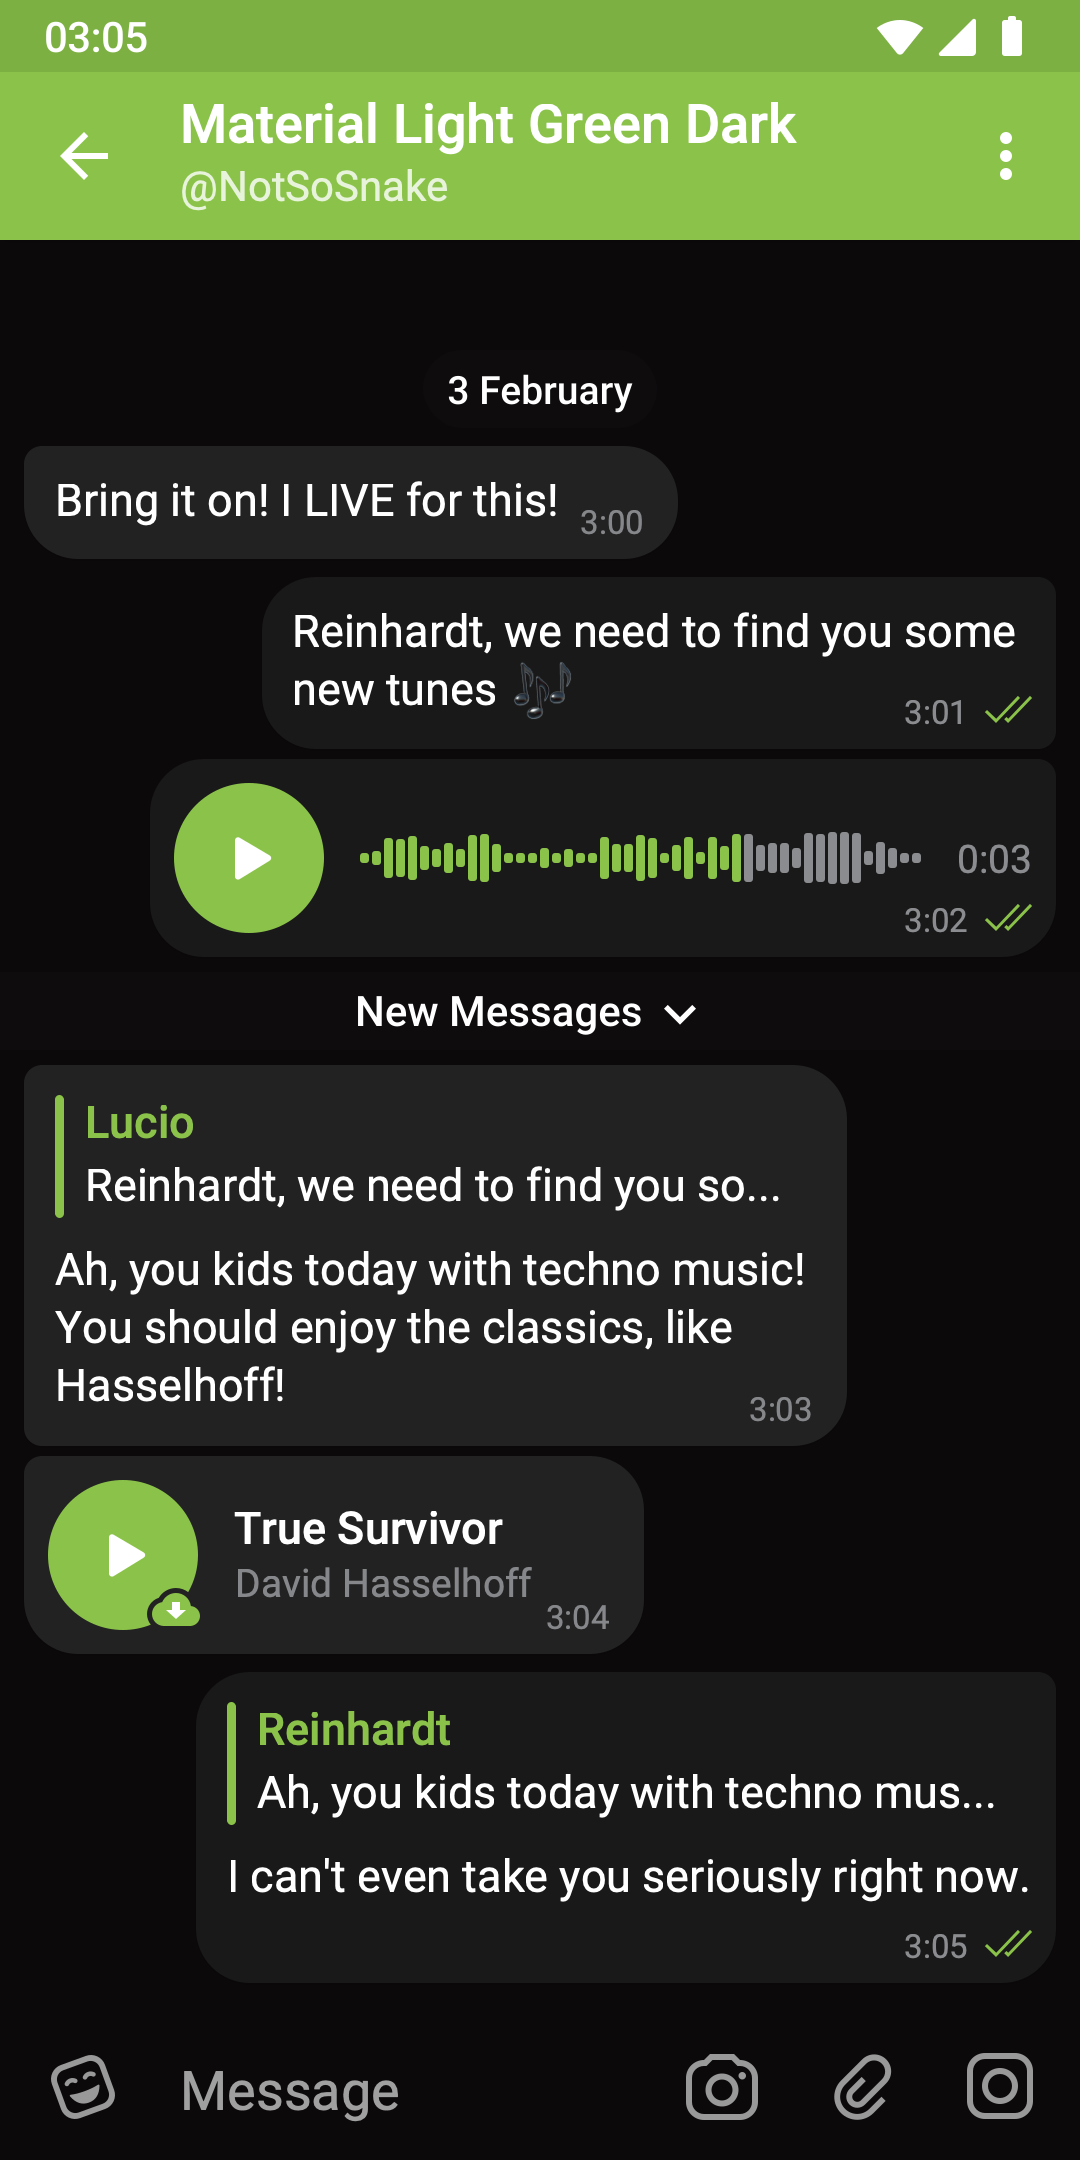 03:05
Material Light Green Dark
@NotSoSnake
3 February
Bring it on! I LIVE for this!
3:00
Reinhardt, we need to find you some
new tunes 🎶
3:01
0:03
3:02
New Messages
Lucio
Reinhardt, we need to find you so...
Ah, you kids today with techno music!
You should enjoy the classics, like
Hasselhoff!
3:03
True Survivor
David Hasselhoff
3:04
Reinhardt
Ah, you kids today with techno mus...
I can't even take you seriously right now.
3:05
Message